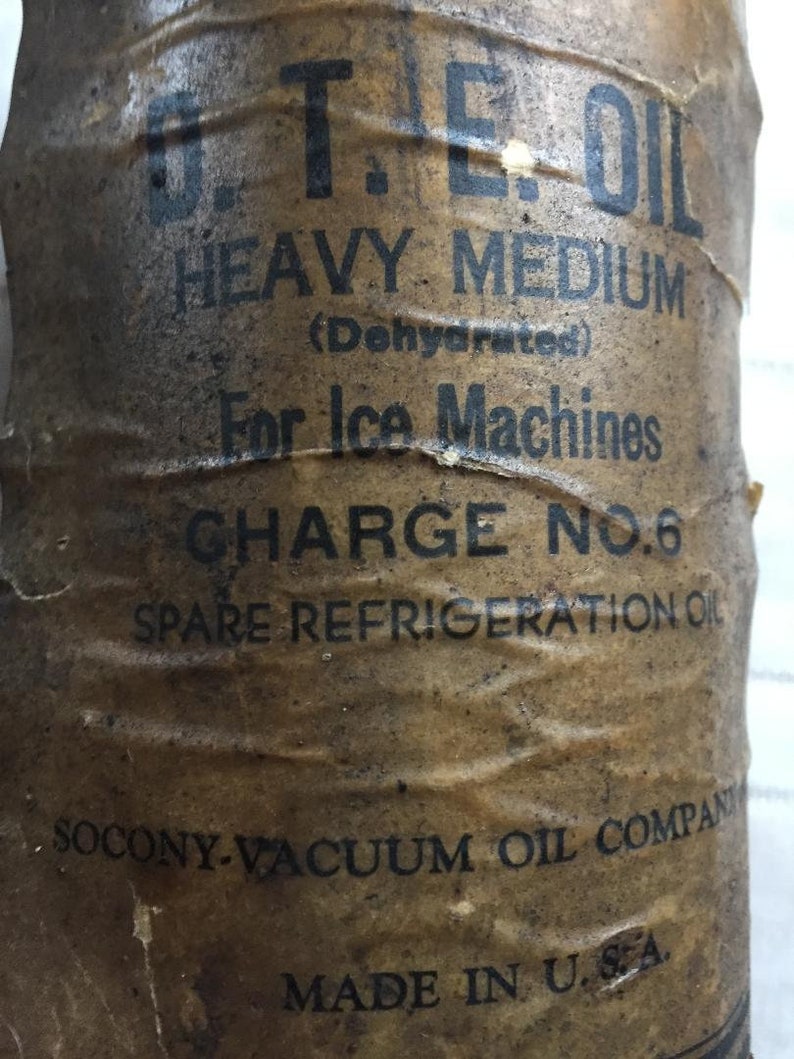 D. T. E. OIL
HEAVY MEDIUM
(Dehydrated)
For Ice Machines
CHARGE NO.6
SPARE REFRIGERATION OIL
SOCONY-VACUUM OIL COMPANY
MADE IN U. S. A.